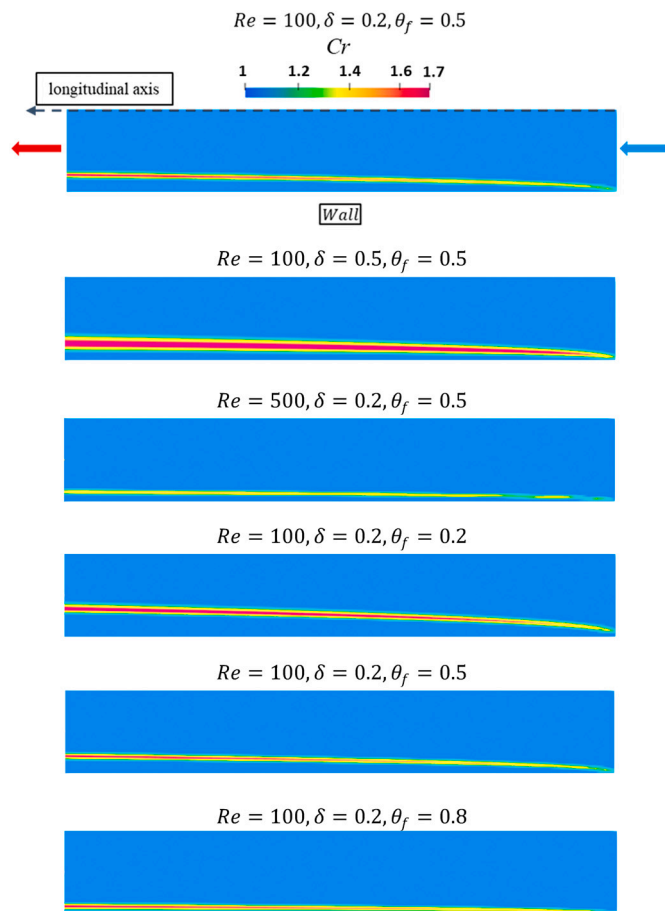 Re = 100, δ = 0.2, θ_f = 0.5
Cr
1 1.2 1.4 1.6 1.7
longitudinal axis
Wall
Re = 100, δ = 0.5, θ_f = 0.5
Re = 500, δ = 0.2, θ_f = 0.5
Re = 100, δ = 0.2, θ_f = 0.2
Re = 100, δ = 0.2, θ_f = 0.5
Re = 100, δ = 0.2, θ_f = 0.8